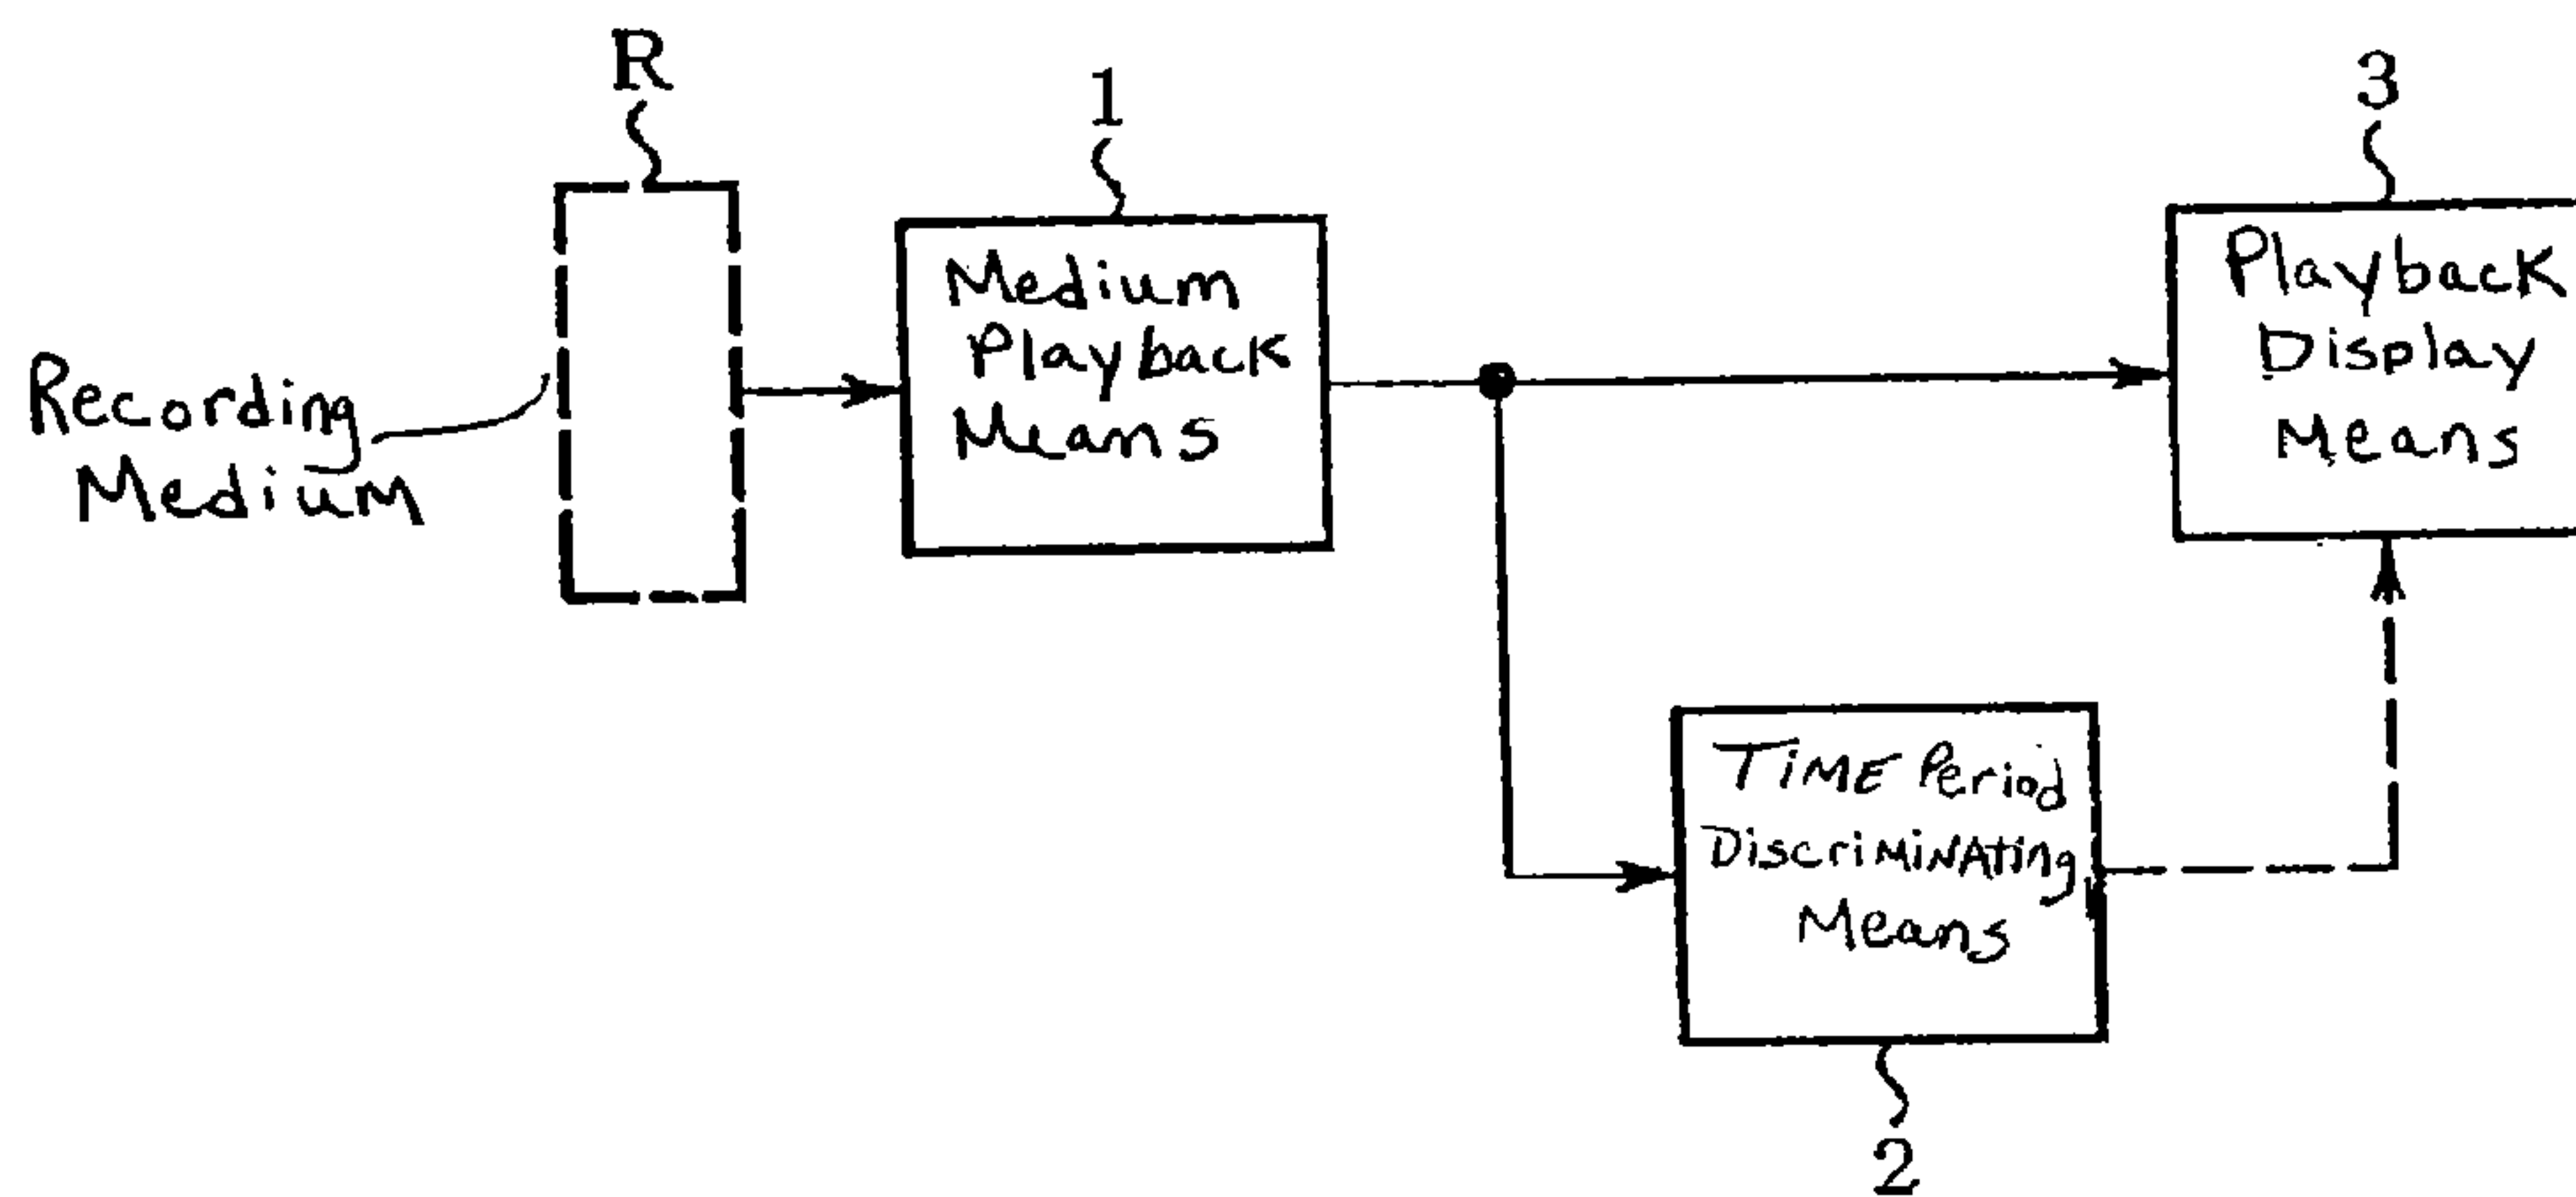 R
1
3
Recording
Medium
Medium
Playback
Means
Playback
Display
Means
TIME Period
DiscriMiNAting
Means
2